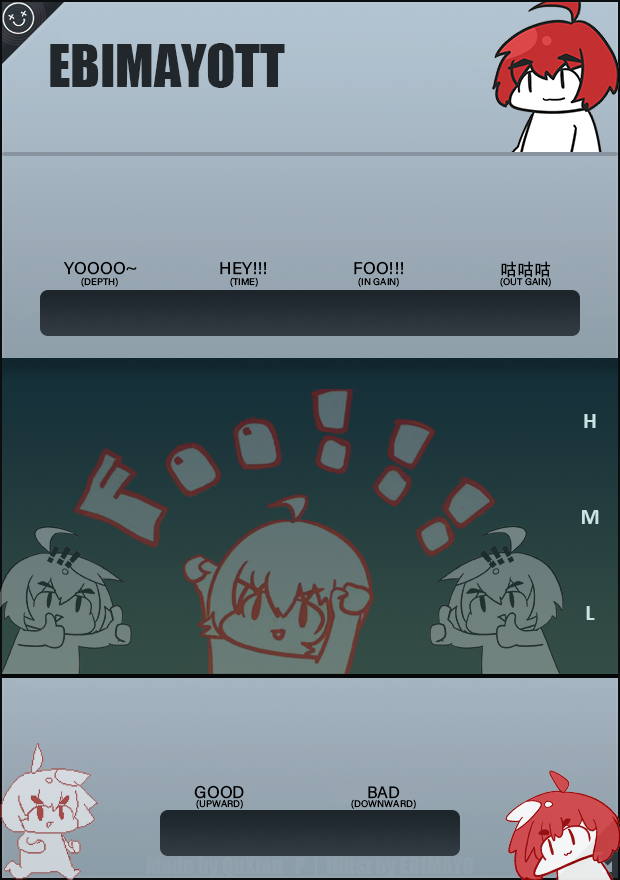 EBIMAYOTT
YOOOO~ HEY!!! FOO!!! 咕咕咕
(DEPTH) (TIME) (IN GAIN) (OUT GAIN)
Foo!!!
H
M
L
GOOD BAD
(UPWARD) (DOWNWARD)